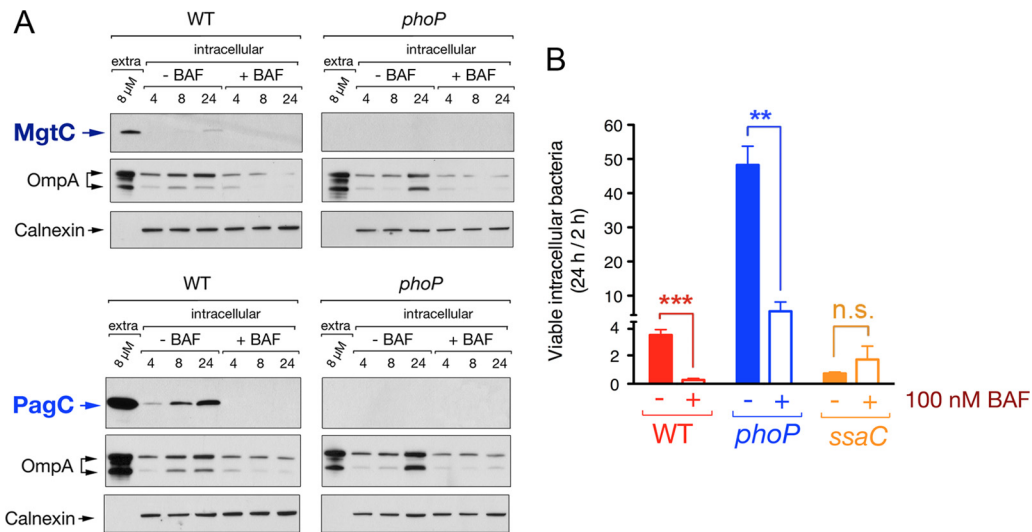 A
WT
phoP
intracellular
intracellular
extra
- BAF
+ BAF
extra
- BAF
+ BAF
8 µM
4 8 24 4 8 24
8 µM
4 8 24 4 8 24
MgtC
OmpA
Calnexin
WT
phoP
intracellular
intracellular
extra
- BAF
+ BAF
extra
- BAF
+ BAF
8 µM
4 8 24 4 8 24
8 µM
4 8 24 4 8 24
PagC
OmpA
Calnexin
B
Viable intracellular bacteria
(24 h / 2 h)
60
50
40
30
20
10
4
2
0
***
**
n.s.
- + - + - + 100 nM BAF
WT phoP ssaC